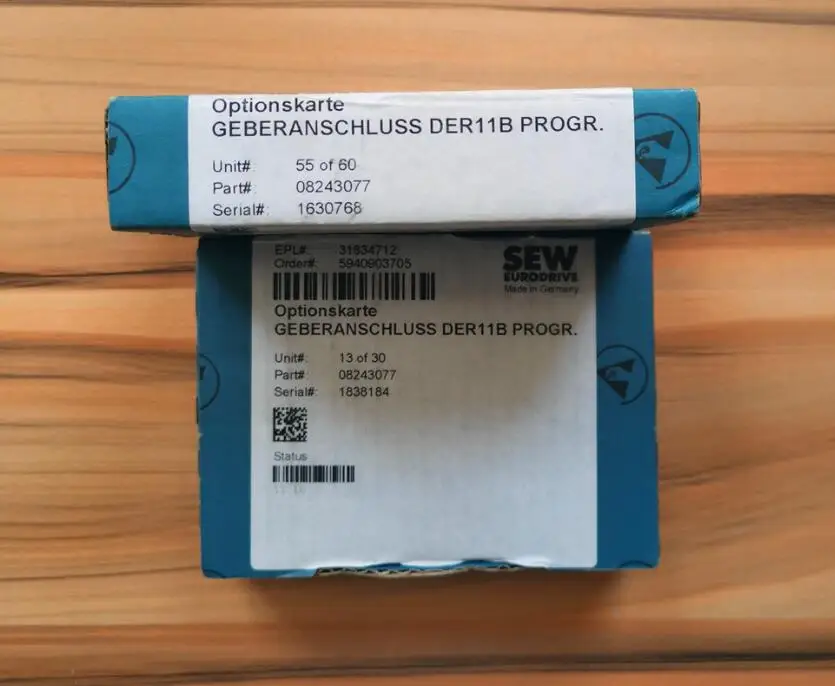 Optionskarte
GEBERANSCHLUSS DER11B PROGR.
Unit#: 55 of 60
Part#: 08243077
Serial#: 1630768
EPL#: 31834712
Order#: 5940903705
SEW
EURODRIVE
Made in Germany
Optionskarte
GEBERANSCHLUSS DER11B PROGR.
Unit#: 13 of 30
Part#: 08243077
Serial#: 1838184
Status